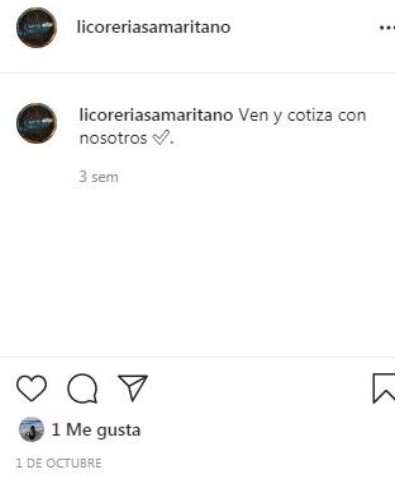 licoreriasamaritano
licoreriasamaritano Ven y cotiza con
nosotros ✅.
3 sem
1 Me gusta
1 DE OCTUBRE